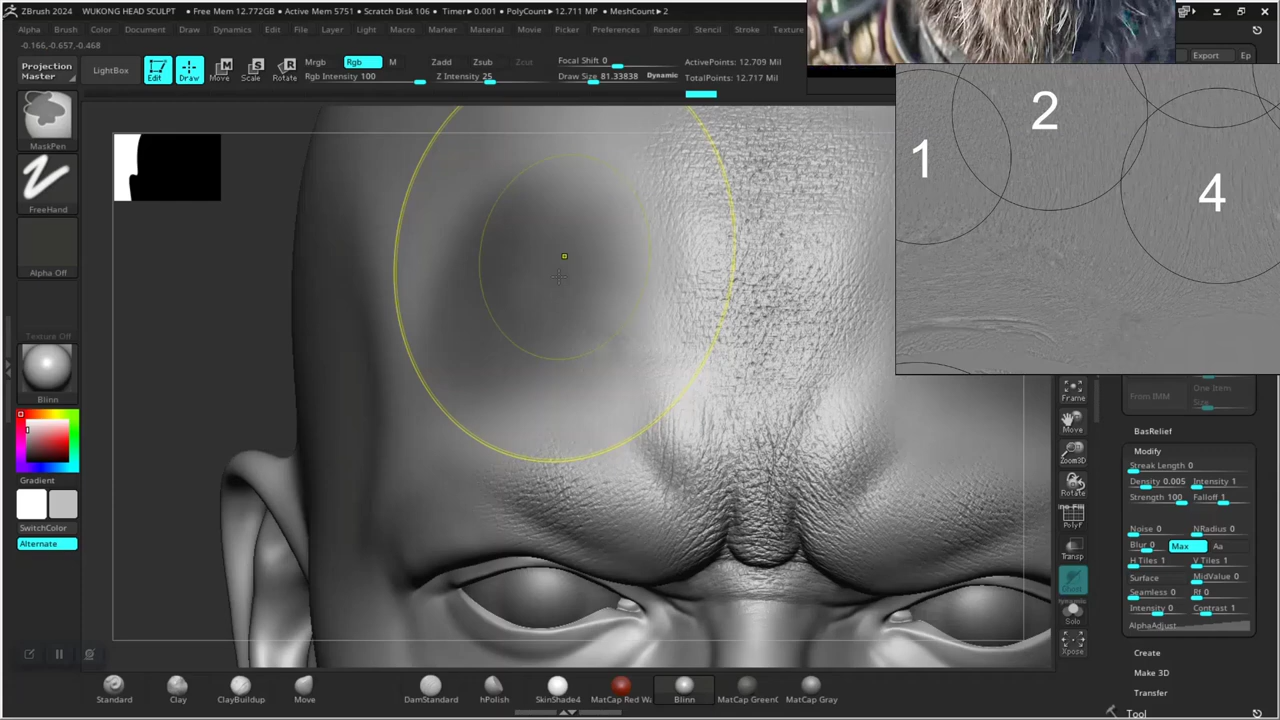 ZBrush 2024 WUKONG HEAD SCULPT • Free Mem 12.772GB • Active Mem 5751 • Scratch Disk 106 • Timer▸0.001 • PolyCount▸12.711 MP • MeshCount▸2
Alpha Brush Color Document Draw Dynamics Edit File Layer Light Macro Marker Material Movie Picker Preferences Render Stencil Texture
-0.166,-0.657,-0.468
Projection Master
LightBox
Edit Draw Move Scale Rotate
Mrgb Rgb M
Rgb Intensity 100
Zadd Zsub Zcut
Z Intensity 25
Focal Shift 0
Draw Size 81.33838 Dynamic
ActivePoints: 12.709 Mil
TotalPoints: 12.717 Mil
Export Ep
MaskPen
FreeHand
Alpha Off
Texture Off
Blinn
Gradient
SwitchColor
Alternate
1 2 4
Frame
Move
Zoom3D
Rotate
PolyF
Transp
Ghost
Solo
Xpose
From IMM
One Item
Size
BasRelief
Modify
Streak Length 0
Density 0.005 Intensity 1
Strength 100 Falloff 1
Noise 0 NRadius 0
Blur 0 Max Aa
H Tiles 1 V Tiles 1
Surface MidValue 0
Seamless 0 Rf 0
Intensity 0 Contrast 1
AlphaAdjust
Create
Make 3D
Transfer
Tool
Standard Clay ClayBuildup Move DamStandard hPolish SkinShade4 MatCap Red W Blinn MatCap Green MatCap Gray